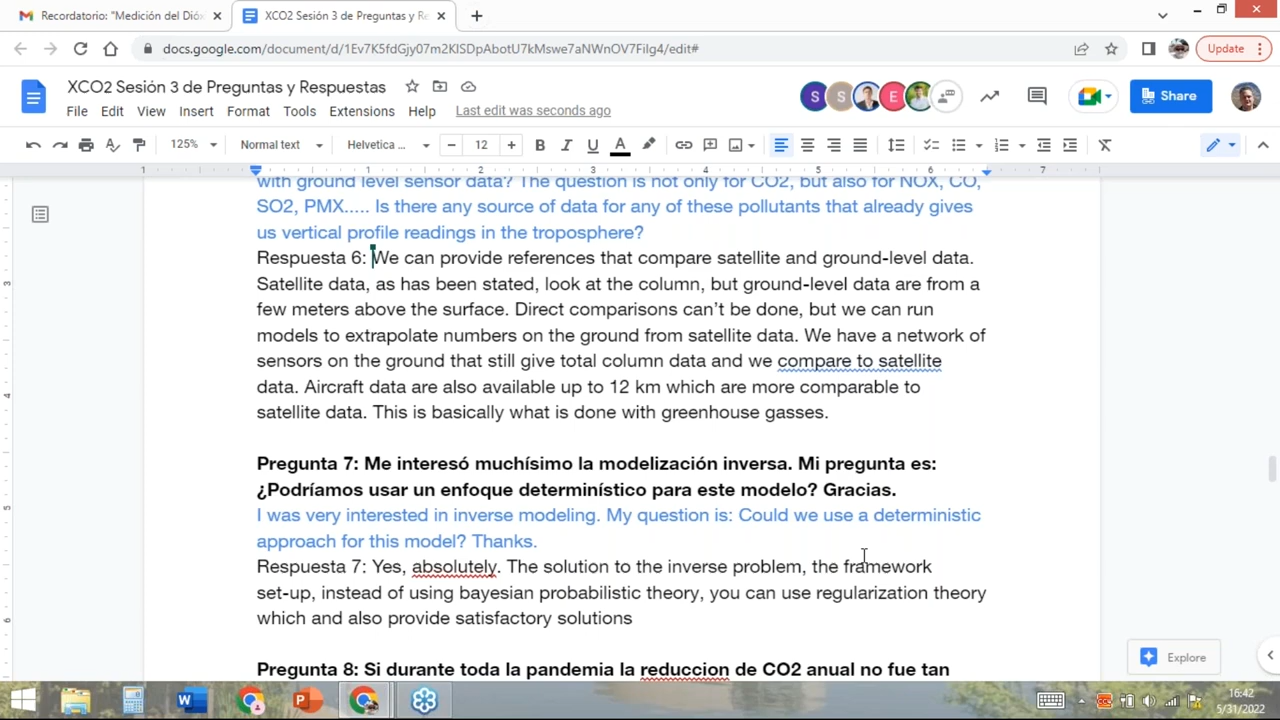 Recordatorio: "Medición del Dióx
XCO2 Sesión 3 de Preguntas y Re
docs.google.com/document/d/1Ev7K5fdGjy07m2KlSDpAbotU7kMswe7aNWnOV7Filg4/edit#
Update
XCO2 Sesión 3 de Preguntas y Respuestas
S
S
E
Share
File Edit View Insert Format Tools Extensions Help Last edit was seconds ago
125% Normal text Helvetica ... 12 B I U A
1 1 2 3 4 5 6 7
with ground level sensor data? The question is not only for CO2, but also for NOX, CO,
SO2, PMX..... Is there any source of data for any of these pollutants that already gives
us vertical profile readings in the troposphere?
Respuesta 6: We can provide references that compare satellite and ground-level data.
Satellite data, as has been stated, look at the column, but ground-level data are from a
few meters above the surface. Direct comparisons can't be done, but we can run
models to extrapolate numbers on the ground from satellite data. We have a network of
sensors on the ground that still give total column data and we compare to satellite
data. Aircraft data are also available up to 12 km which are more comparable to
satellite data. This is basically what is done with greenhouse gasses.
Pregunta 7: Me interesó muchísimo la modelización inversa. Mi pregunta es:
¿Podríamos usar un enfoque determinístico para este modelo? Gracias.
I was very interested in inverse modeling. My question is: Could we use a deterministic
approach for this model? Thanks.
Respuesta 7: Yes, absolutely. The solution to the inverse problem, the framework
set-up, instead of using bayesian probabilistic theory, you can use regularization theory
which and also provide satisfactory solutions
Pregunta 8: Si durante toda la pandemia la reduccion de CO2 anual no fue tan
3
4
5
6
Explore
16:42
5/31/2022